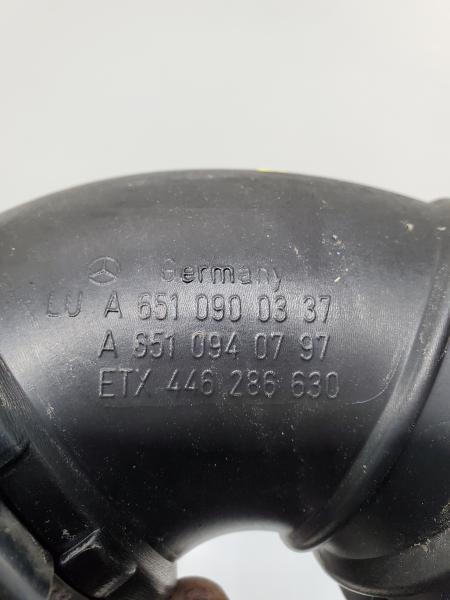 Germany
LU A 651 090 03 37
A 651 094 07 97
ETX 446 286 630